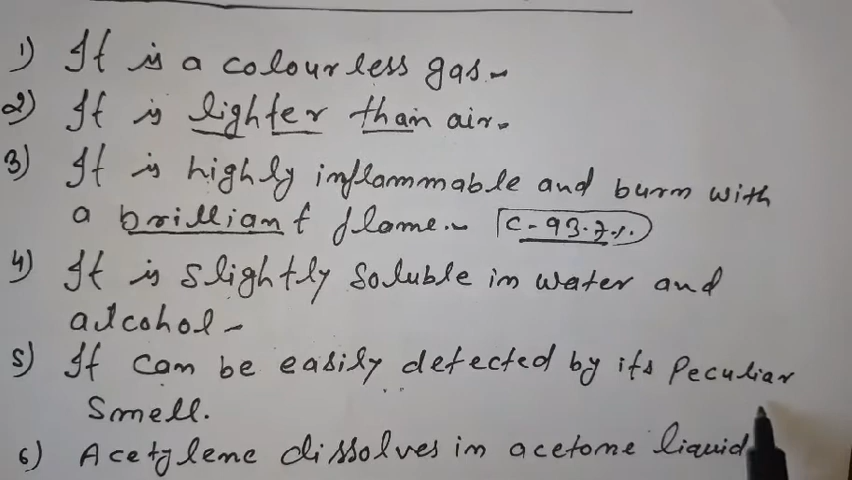 1) It is a colourless gas.
2) It is lighter than air.
3) It is highly inflammable and burn with
a brilliant flame. C-93.7%.
4) It is slightly soluble in water and
alcohol.
5) It can be easily detected by its peculiar
smell.
6) Acetylene dissolves in acetone liquid